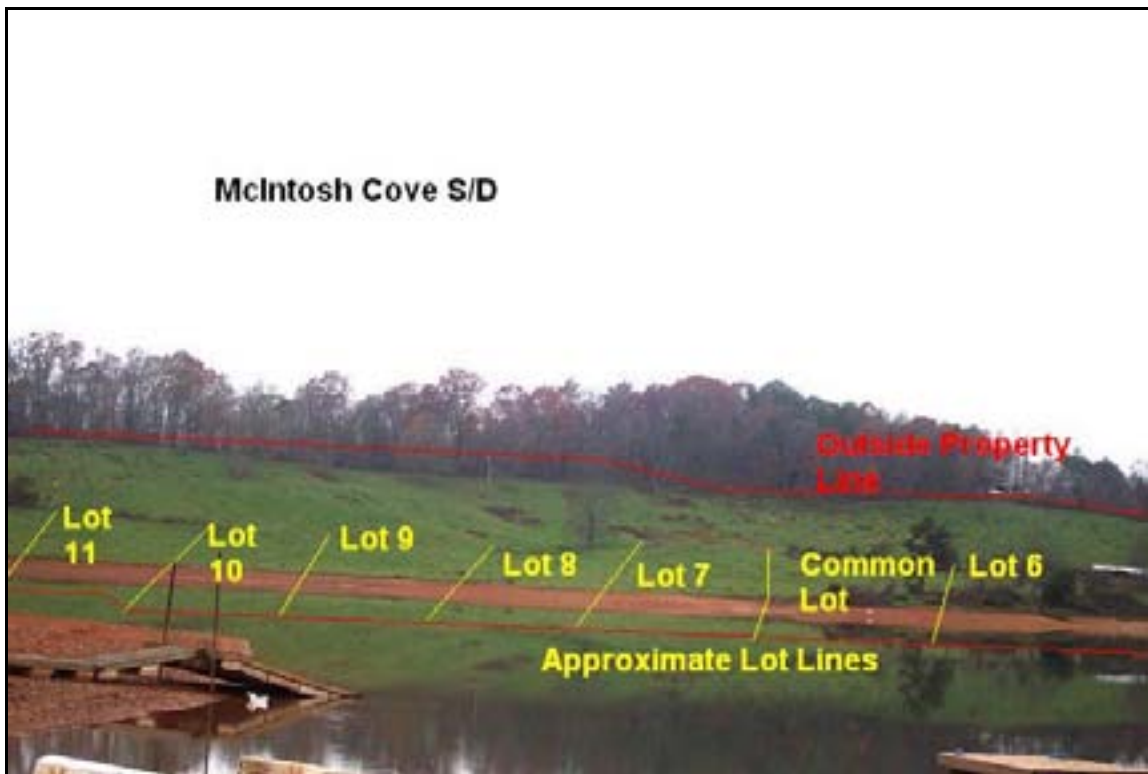 McIntosh Cove S/D
Outside Property
Line
Lot
11
Lot
10
Lot 9
Lot 8
Lot 7
Common
Lot
Lot 6
Approximate Lot Lines